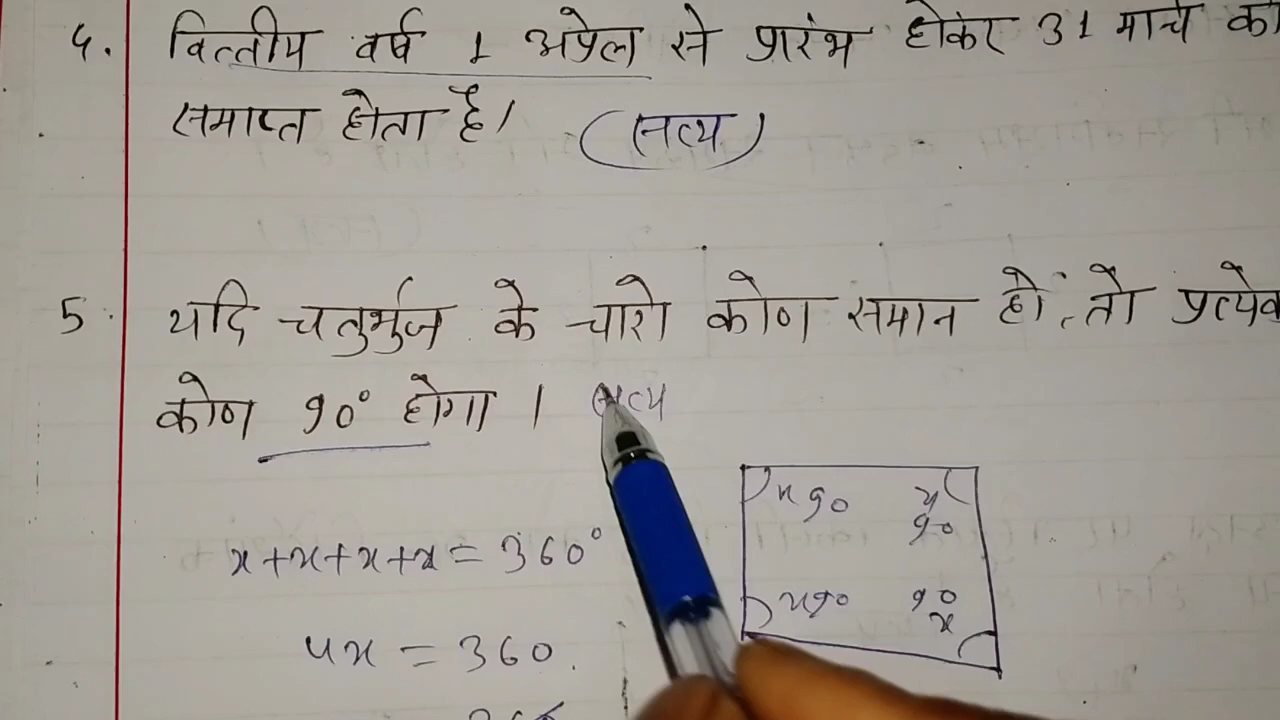 4. वित्तीय वर्ष 1 अप्रेल से प्रारंभ होकर 31 मार्च को
समाप्त होता है। (सत्य)
5. यदि चतुर्भुज के चारो कोण समान हों, तो प्रत्येक
कोण 90° होगा। सत्य
x 90 x
90
x+x+x+x=360°
x 90 90
x
4x = 360.